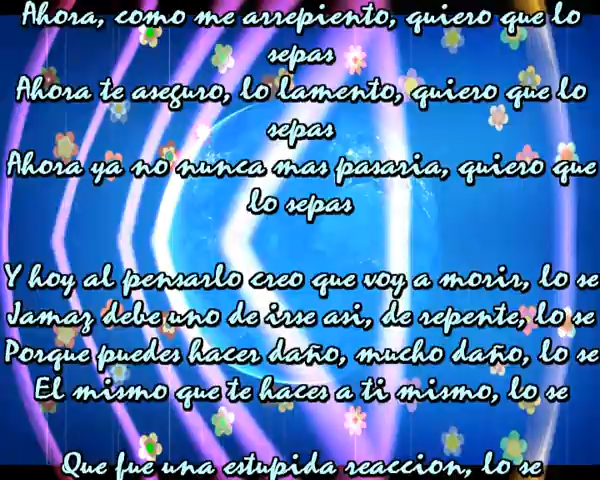 Ahora, como me arrepiento, quiero que lo
sepas
Ahora te aseguro, lo lamento, quiero que lo
sepas
Ahora ya no nunca mas pasaria, quiero que
lo sepas
Y hoy al pensarlo creo que voy a morir, lo se
Jamaz debe uno de irse asi, de repente, lo se
Porque puedes hacer daño, mucho daño, lo se
El mismo que te haces a ti mismo, lo se
Que fue una estupida reaccion, lo se